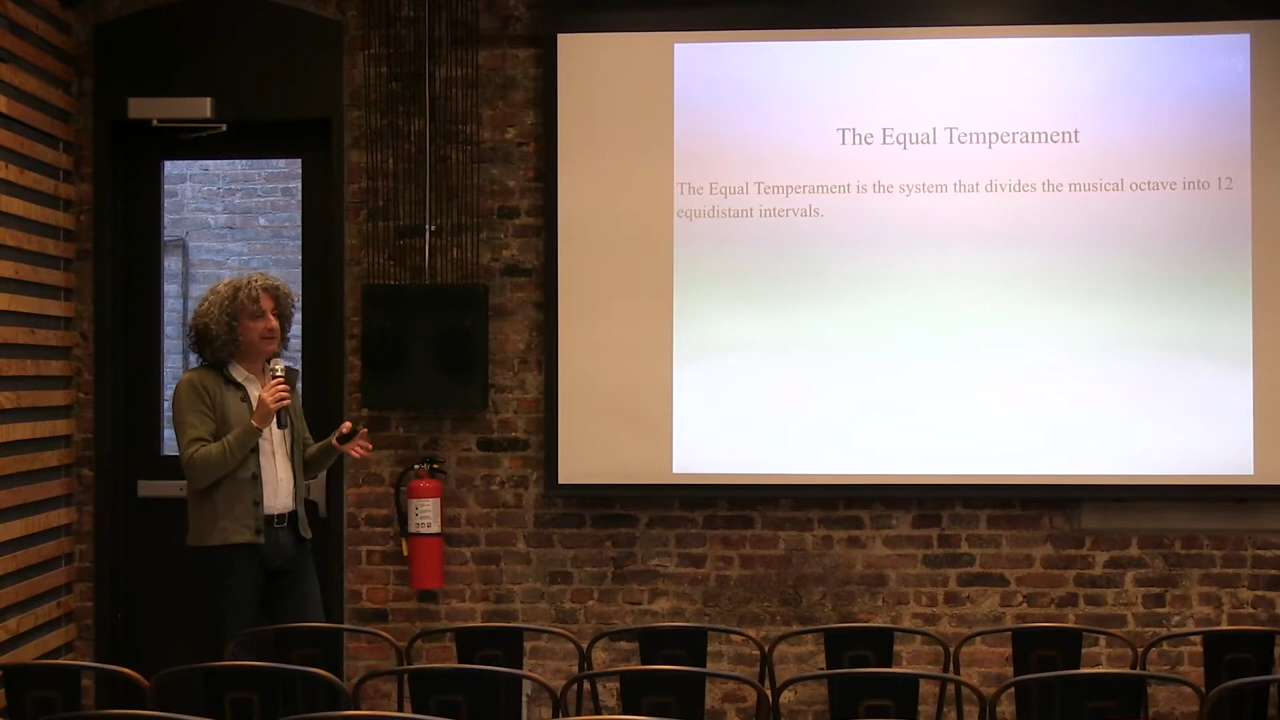 The Equal Temperament
The Equal Temperament is the system that divides the musical octave into 12
equidistant intervals.